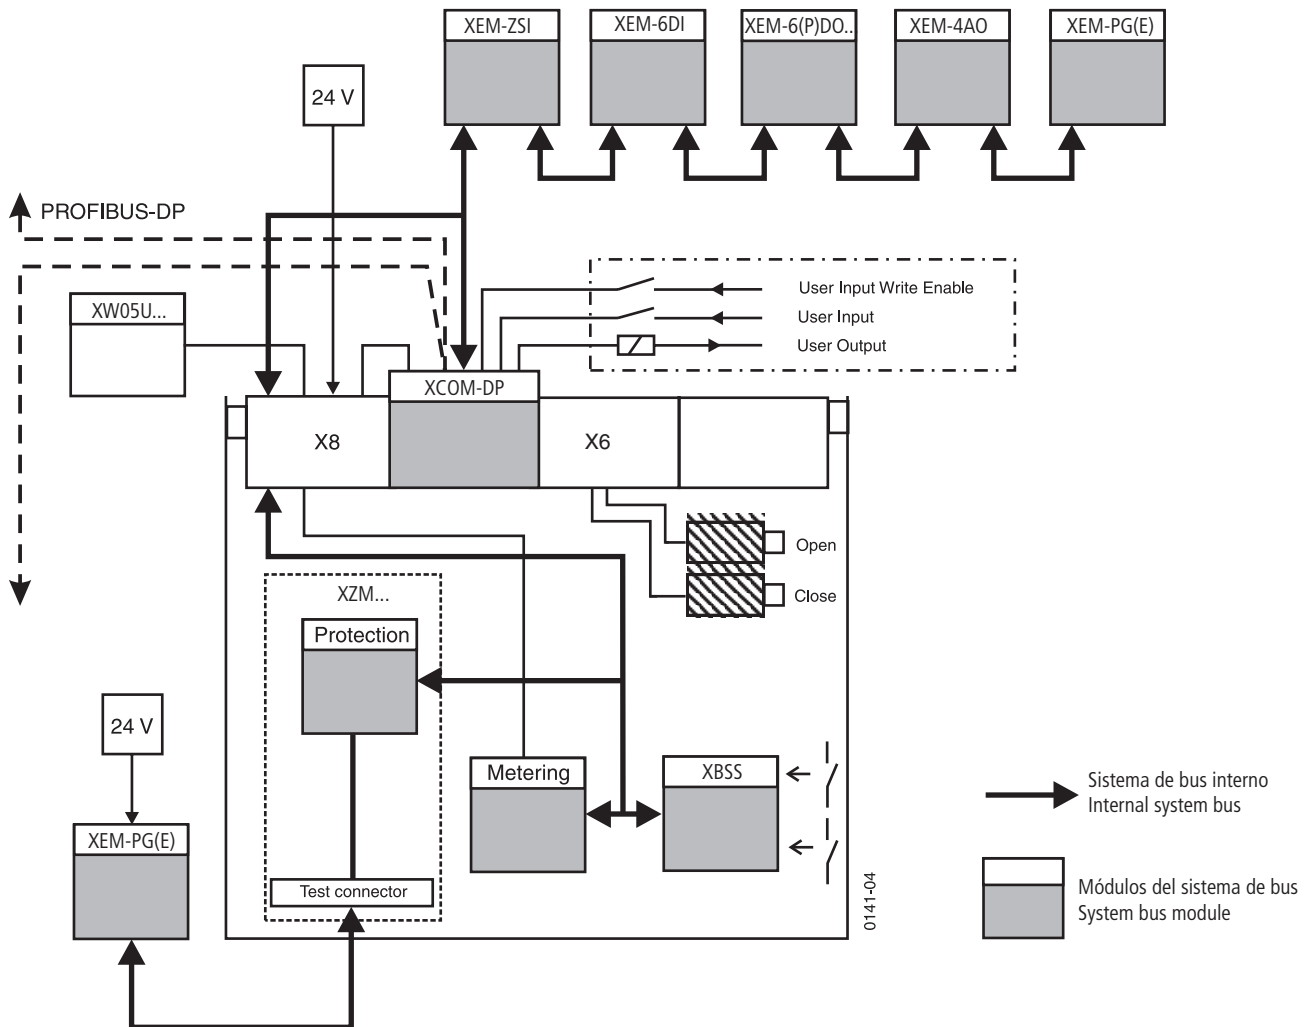 XEM-ZSI
XEM-6DI
XEM-6(P)DO..
XEM-4AO
XEM-PG(E)
24 V
PROFIBUS-DP
User Input Write Enable
User Input
User Output
XW05U...
XCOM-DP
X8
X6
Open
Close
XZM...
Protection
24 V
Metering
XBSS
XEM-PG(E)
Test connector
0141-04
Sistema de bus interno
Internal system bus
Módulos del sistema de bus
System bus module